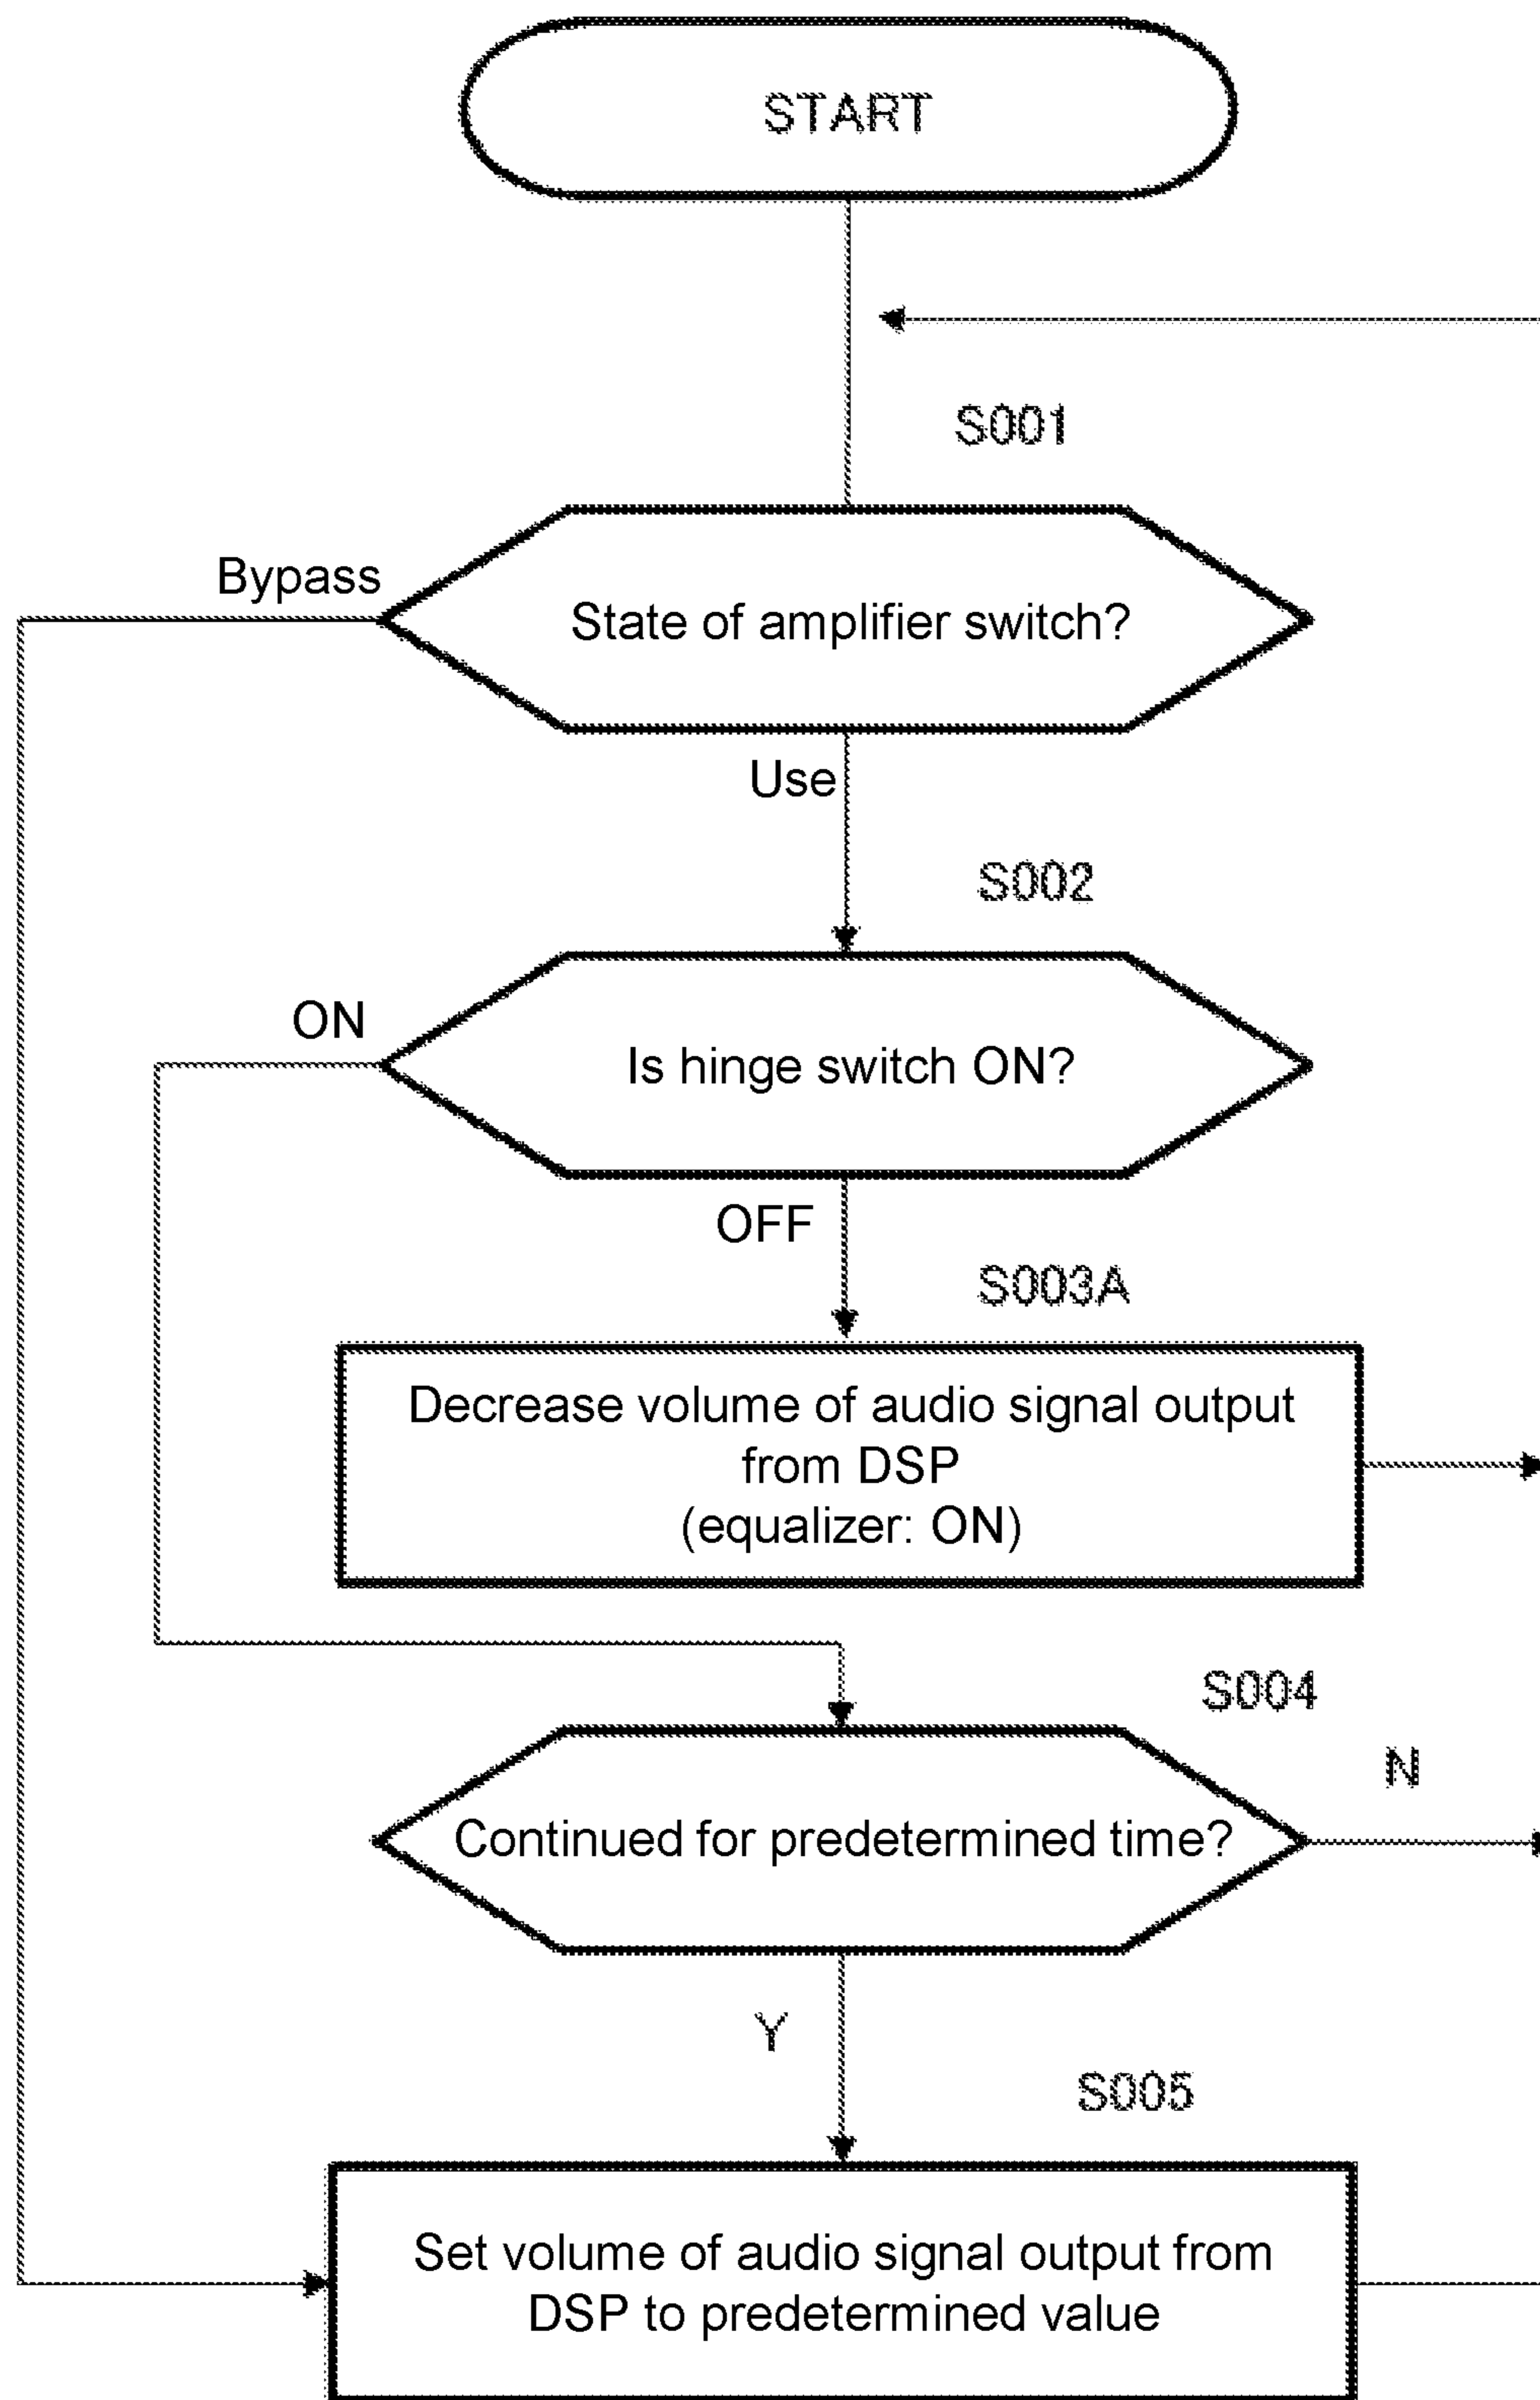 START
S001
Bypass
State of amplifier switch?
Use
S002
ON
Is hinge switch ON?
OFF
S003A
Decrease volume of audio signal output
from DSP
(equalizer: ON)
S004
N
Continued for predetermined time?
Y
S005
Set volume of audio signal output from
DSP to predetermined value